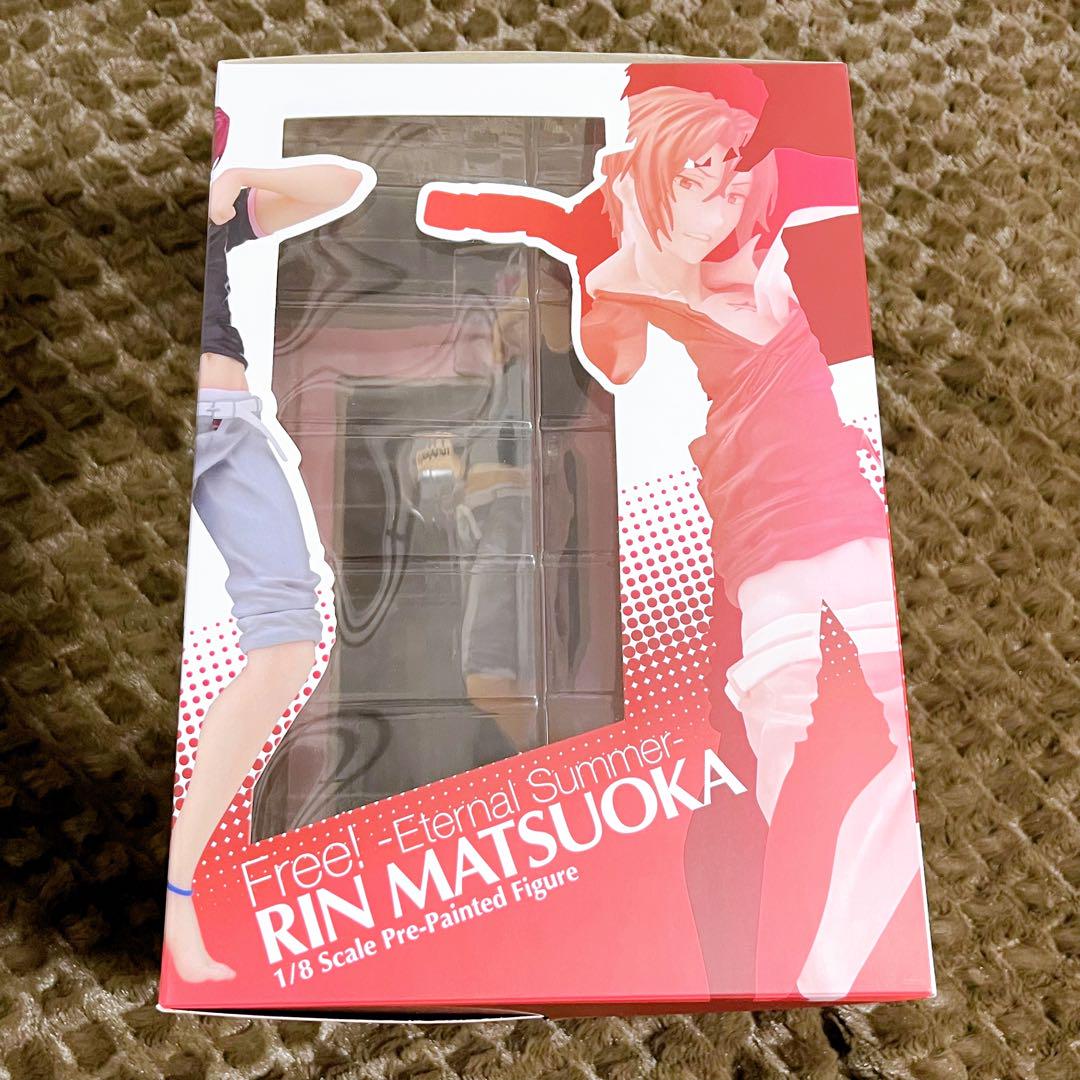 Free! -Eternal Summer-
RIN MATSUOKA
1/8 Scale Pre-Painted Figure